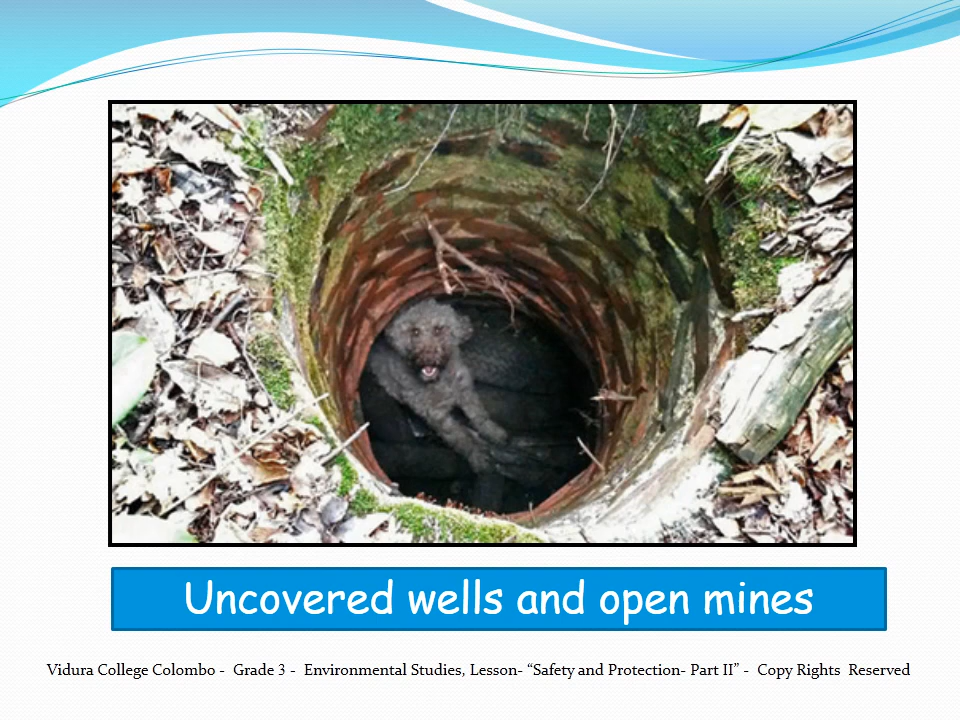 Uncovered wells and open mines
Vidura College Colombo - Grade 3 - Environmental Studies, Lesson- “Safety and Protection- Part II” - Copy Rights Reserved